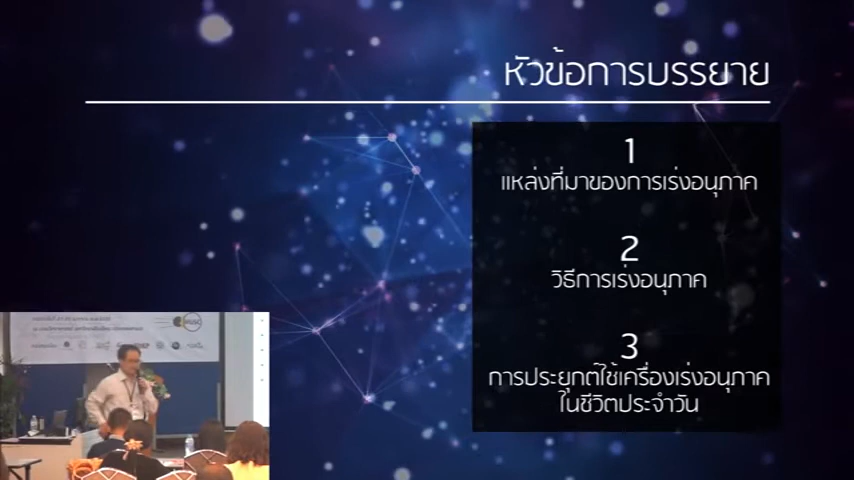 หัวข้อการบรรยาย
1
แหล่งที่มาของการเร่งอนุภาค
2
วิธีการเร่งอนุภาค
3
การประยุกต์ใช้เครื่องเร่งอนุภาค
ในชีวิตประจำวัน